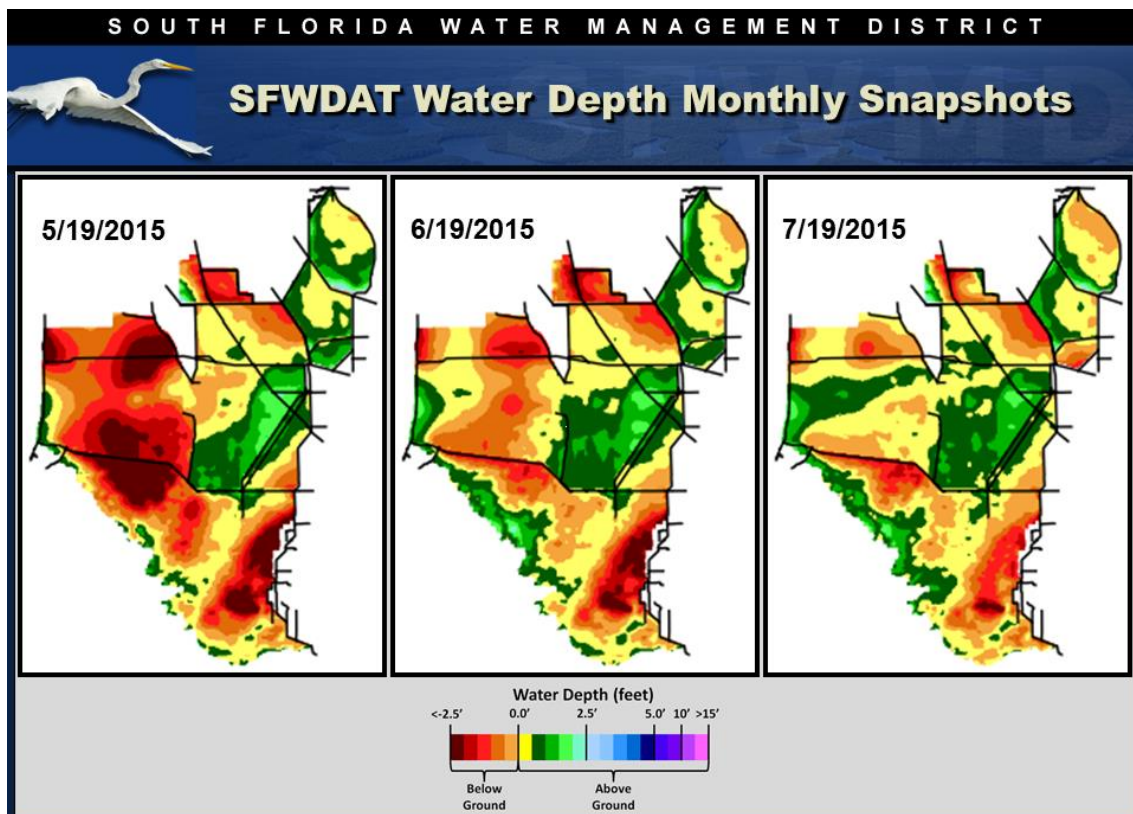 SOUTH FLORIDA WATER MANAGEMENT DISTRICT
SFWDAT Water Depth Monthly Snapshots
5/19/2015
6/19/2015
7/19/2015
Water Depth (feet)
<-2.5' 0.0' 2.5' 5.0' 10' >15'
Below Ground
Above Ground